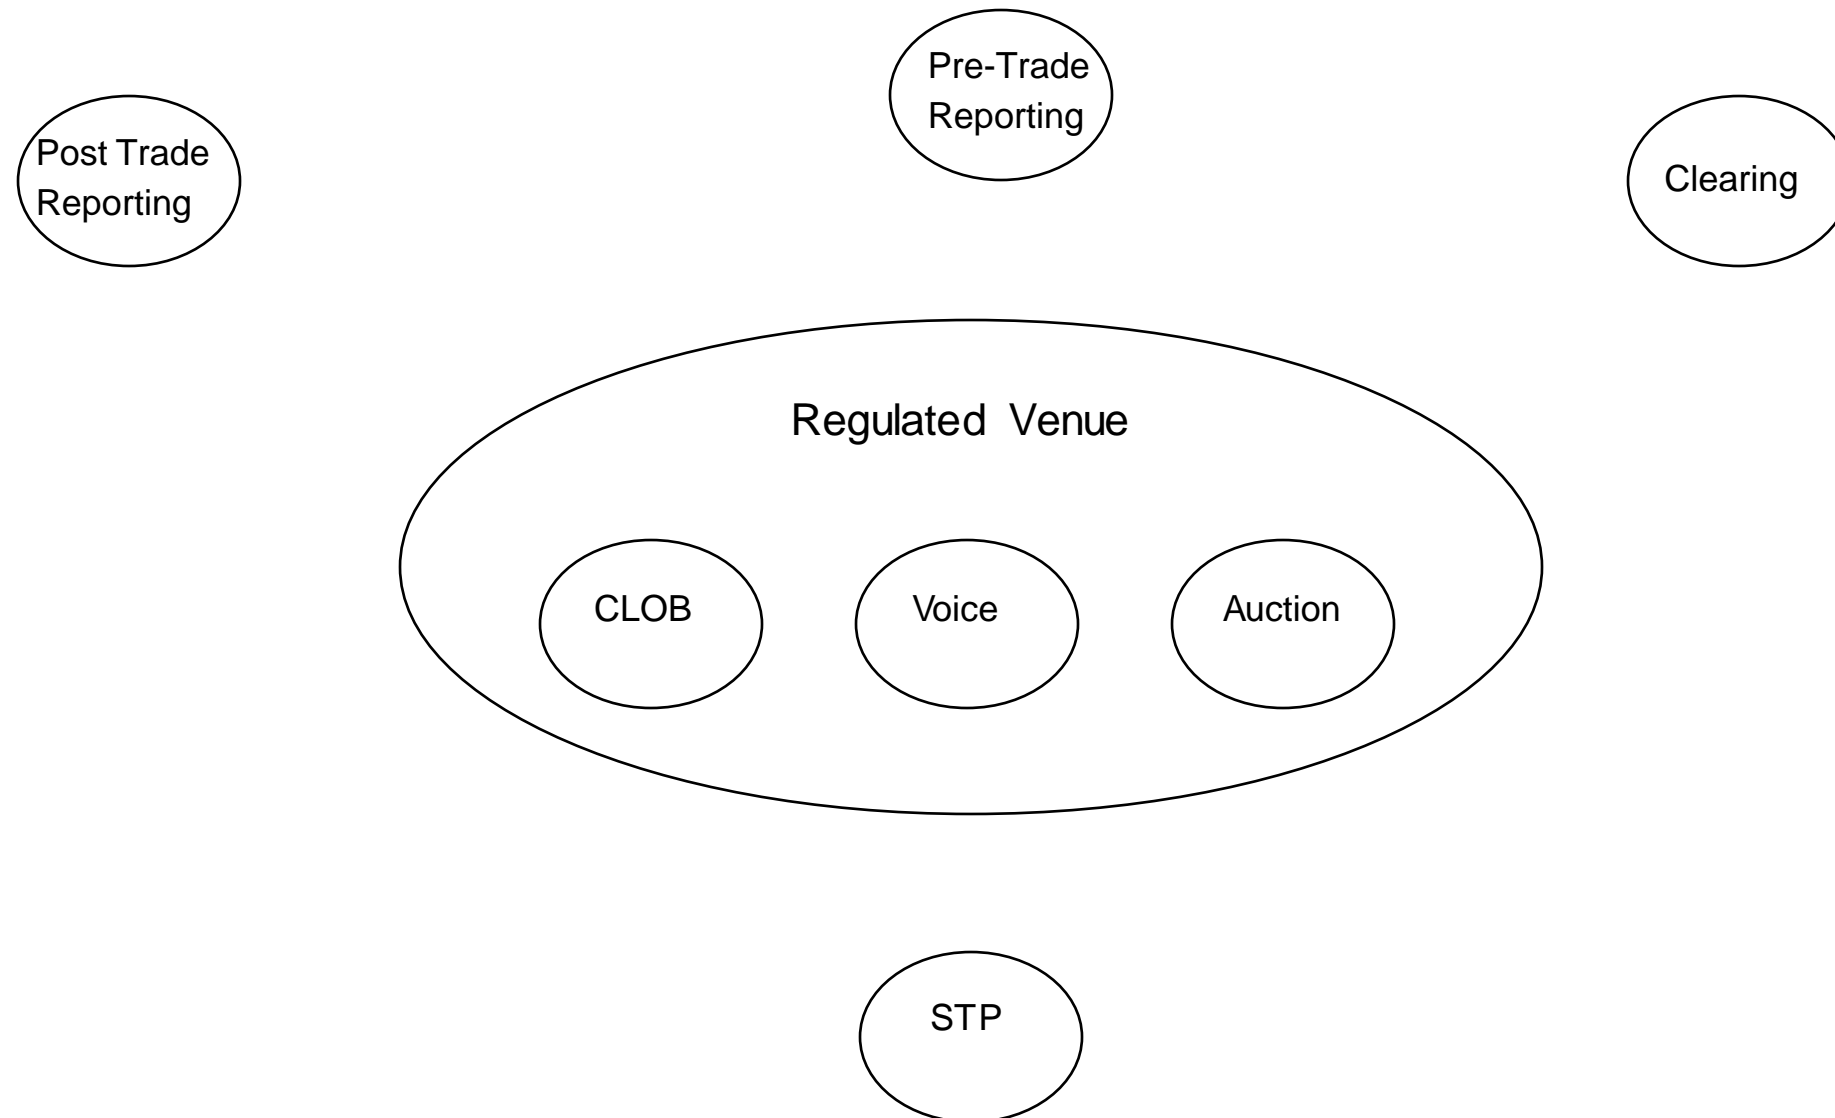 Pre-Trade
Reporting
Post Trade
Reporting
Clearing
Regulated Venue
CLOB
Voice
Auction
STP